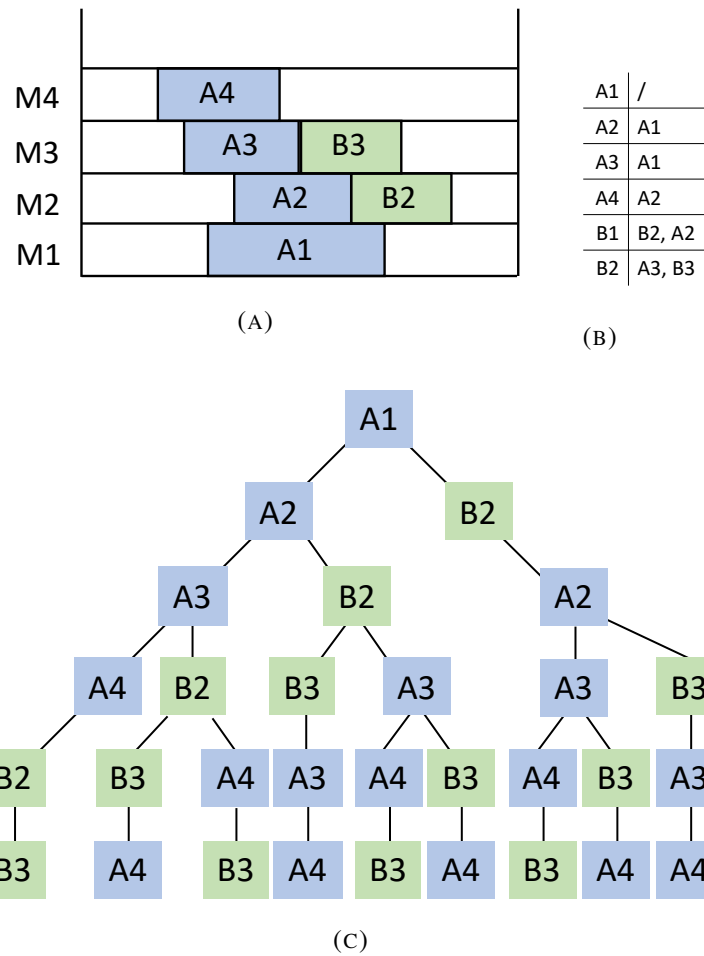 M4 A4
M3 A3 B3
M2 A2 B2
M1 A1
(A)
A1 /
A2 A1
A3 A1
A4 A2
B1 B2, A2
B2 A3, B3
(B)
A1
A2 B2
A3 B2 A2
A4 B2 B3 A3 A3 B3
B2 B3 A4 A3 A4 B3 A4 B3 A3
B3 A4 B3 A4 B3 A4 B3 A4 A4
(C)